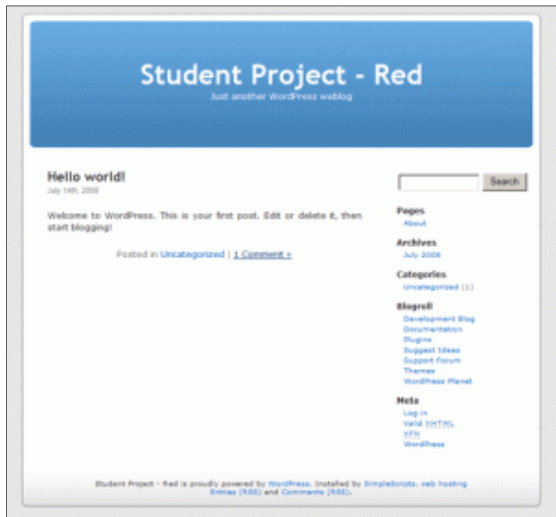 Student Project - Red
Just another WordPress weblog
Hello world!
July 14th, 2008
Welcome to WordPress. This is your first post. Edit or delete it, then
start blogging!
Posted in Uncategorized | 1 Comment »
Search
Pages
About
Archives
July 2008
Categories
Uncategorized (1)
Blogroll
Development Blog
Documentation
Plugins
Suggest Ideas
Support Forum
Themes
WordPress Planet
Meta
Log in
Valid XHTML
XFN
WordPress
Student Project - Red is proudly powered by WordPress. Installed by SimpleScripts, web hosting
Entries (RSS) and Comments (RSS).